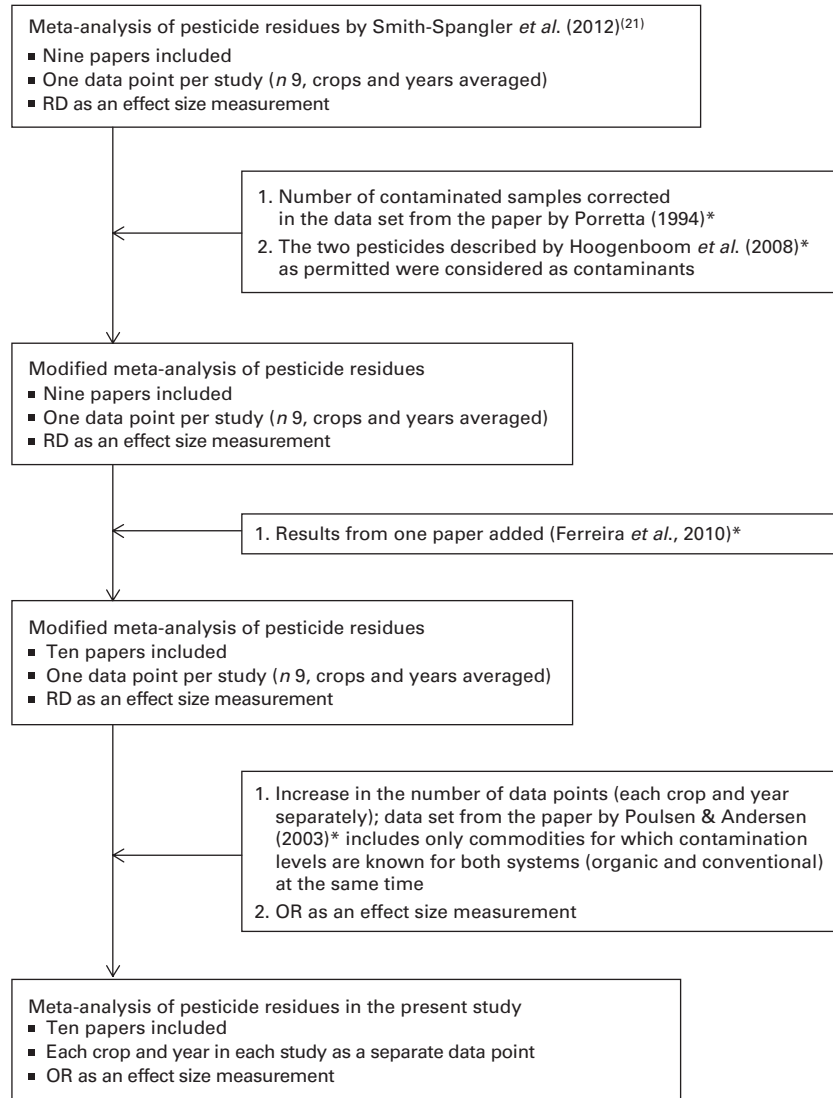 Meta-analysis of pesticide residues by Smith-Spangler et al. (2012)(21)
▪ Nine papers included
▪ One data point per study (n 9, crops and years averaged)
▪ RD as an effect size measurement
1. Number of contaminated samples corrected
in the data set from the paper by Porretta (1994)*
2. The two pesticides described by Hoogenboom et al. (2008)*
as permitted were considered as contaminants
Modified meta-analysis of pesticide residues
▪ Nine papers included
▪ One data point per study (n 9, crops and years averaged)
▪ RD as an effect size measurement
1. Results from one paper added (Ferreira et al., 2010)*
Modified meta-analysis of pesticide residues
▪ Ten papers included
▪ One data point per study (n 9, crops and years averaged)
▪ RD as an effect size measurement
1. Increase in the number of data points (each crop and year
separately); data set from the paper by Poulsen & Andersen
(2003)* includes only commodities for which contamination
levels are known for both systems (organic and conventional)
at the same time
2. OR as an effect size measurement
Meta-analysis of pesticide residues in the present study
▪ Ten papers included
▪ Each crop and year in each study as a separate data point
▪ OR as an effect size measurement